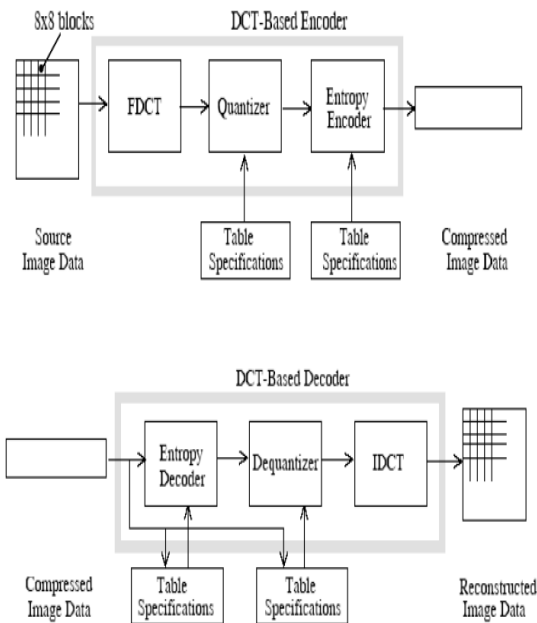 8x8 blocks
DCT-Based Encoder
FDCT
Quantizer
Entropy
Encoder
Source
Image Data
Table
Specifications
Table
Specifications
Compressed
Image Data
DCT-Based Decoder
Entropy
Decoder
Dequantizer
IDCT
Compressed
Image Data
Table
Specifications
Table
Specifications
Reconstructed
Image Data